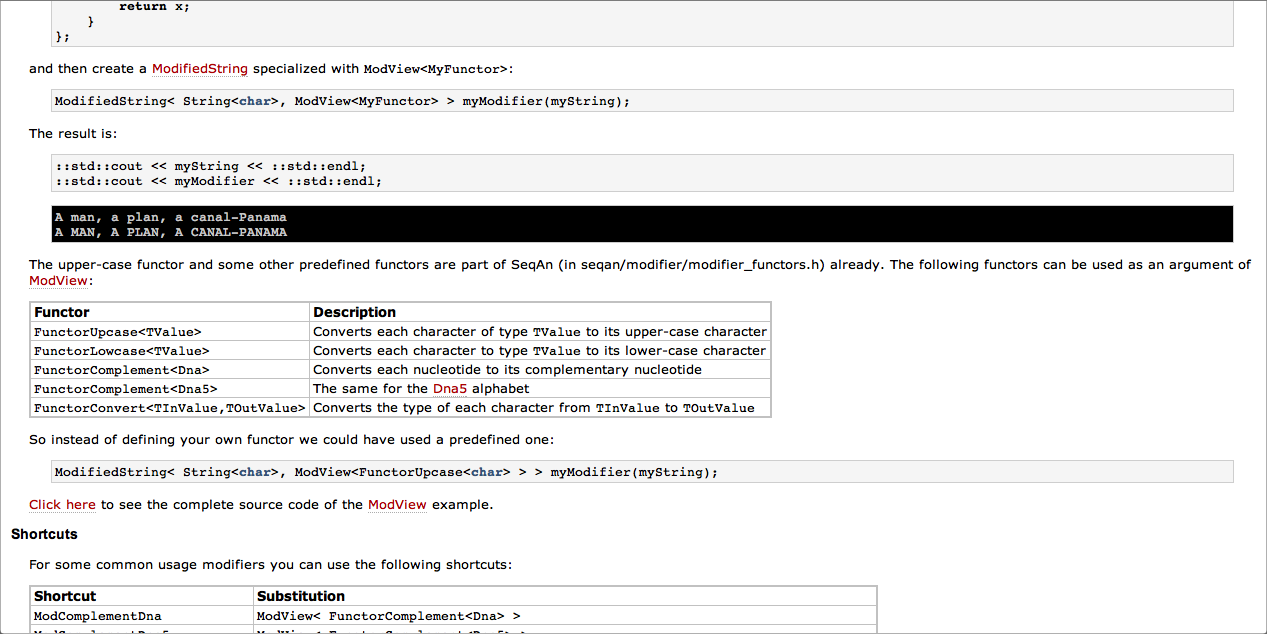 return x;
}
};
and then create a ModifiedString specialized with ModView<MyFunctor>:
ModifiedString< String<char>, ModView<MyFunctor> > myModifier(myString);
The result is:
::std::cout << myString << ::std::endl;
::std::cout << myModifier << ::std::endl;
A man, a plan, a canal-Panama
A MAN, A PLAN, A CANAL-PANAMA
The upper-case functor and some other predefined functors are part of SeqAn (in seqan/modifier/modifier_functors.h) already. The following functors can be used as an argument of
ModView:
Functor Description
FunctorUpcase<TValue> Converts each character of type TValue to its upper-case character
FunctorLowcase<TValue> Converts each character to type TValue to its lower-case character
FunctorComplement<Dna> Converts each nucleotide to its complementary nucleotide
FunctorComplement<Dna5> The same for the Dna5 alphabet
FunctorConvert<TInValue,TOutValue> Converts the type of each character from TInValue to TOutValue
So instead of defining your own functor we could have used a predefined one:
ModifiedString< String<char>, ModView<FunctorUpcase<char> > > myModifier(myString);
Click here to see the complete source code of the ModView example.
Shortcuts
For some common usage modifiers you can use the following shortcuts:
Shortcut Substitution
ModComplementDna ModView< FunctorComplement<Dna> >